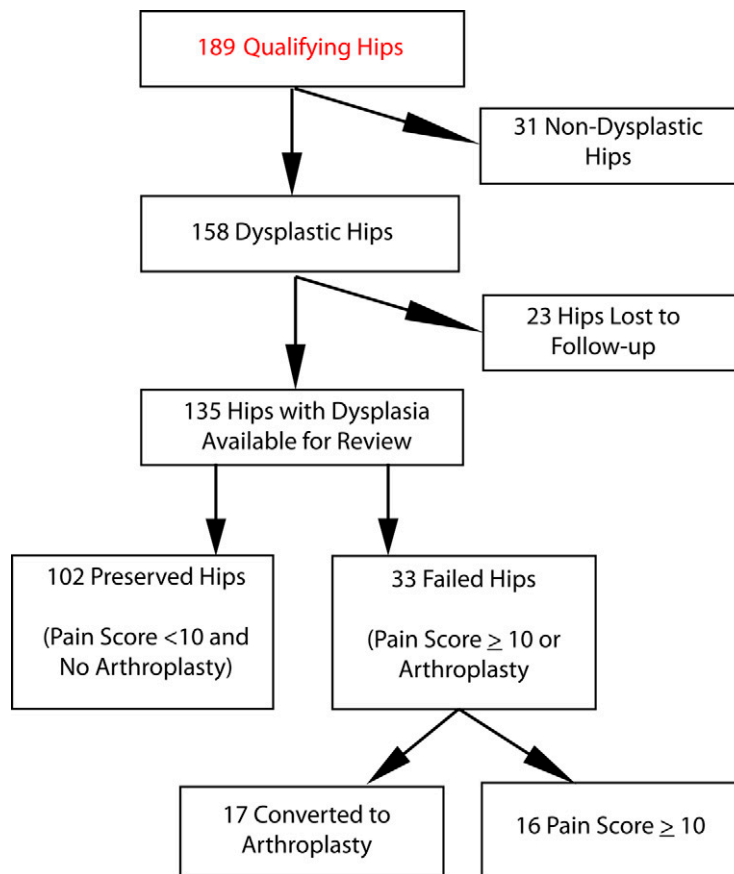 189 Qualifying Hips
31 Non-Dysplastic
Hips
158 Dysplastic Hips
23 Hips Lost to
Follow-up
135 Hips with Dysplasia
Available for Review
102 Preserved Hips
(Pain Score <10 and
No Arthroplasty)
33 Failed Hips
(Pain Score ≥ 10 or
Arthroplasty
17 Converted to
Arthroplasty
16 Pain Score ≥ 10